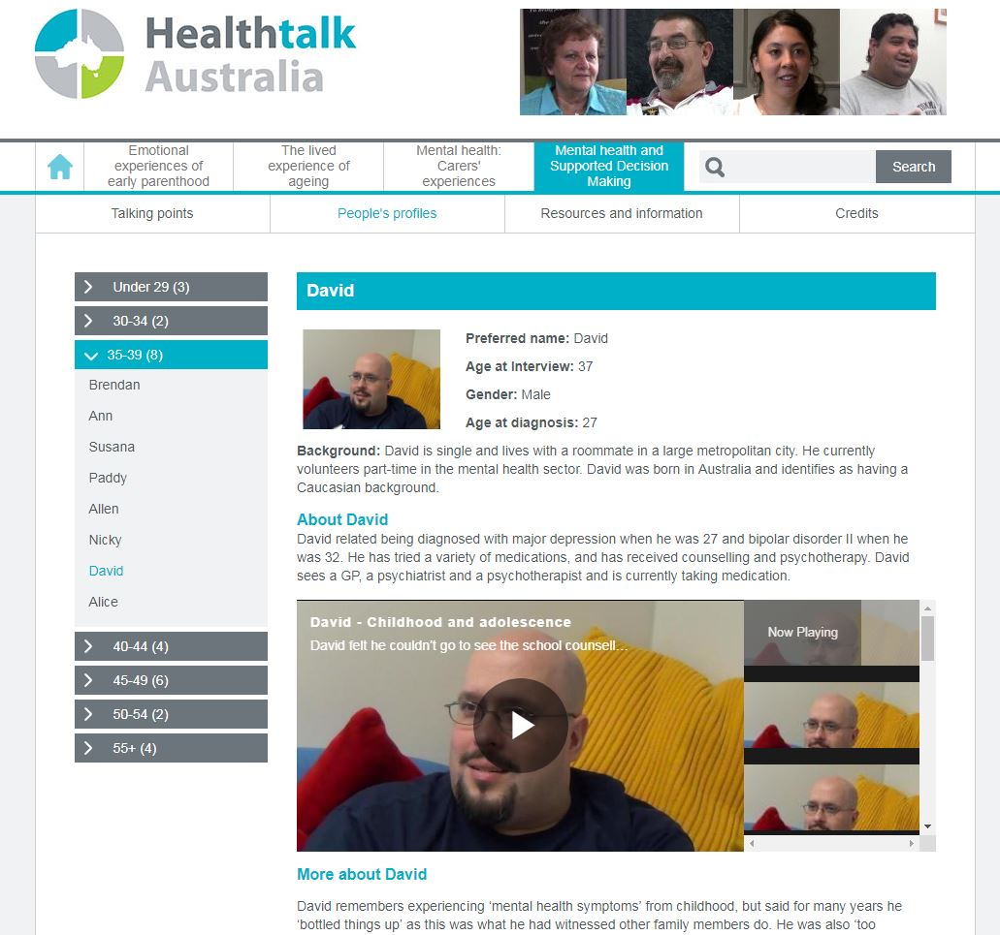 Healthtalk
Australia
Emotional
experiences of
early parenthood
The lived
experience of
ageing
Mental health:
Carers'
experiences
Mental health and
Supported Decision
Making
Search
Talking points
People's profiles
Resources and information
Credits
Under 29 (3)
30-34 (2)
35-39 (8)
Brendan
Ann
Susana
Paddy
Allen
Nicky
David
Alice
40-44 (4)
45-49 (6)
50-54 (2)
55+ (4)
David
Preferred name: David
Age at Interview: 37
Gender: Male
Age at diagnosis: 27
Background: David is single and lives with a roommate in a large metropolitan city. He currently
volunteers part-time in the mental health sector. David was born in Australia and identifies as having a
Caucasian background.
About David
David related being diagnosed with major depression when he was 27 and bipolar disorder II when he
was 32. He has tried a variety of medications, and has received counselling and psychotherapy. David
sees a GP, a psychiatrist and a psychotherapist and is currently taking medication.
David - Childhood and adolescence
David felt he couldn't go to see the school counsell...
Now Playing
More about David
David remembers experiencing ‘mental health symptoms’ from childhood, but said for many years he
‘bottled things up’ as this was what he had witnessed other family members do. He was also ‘too